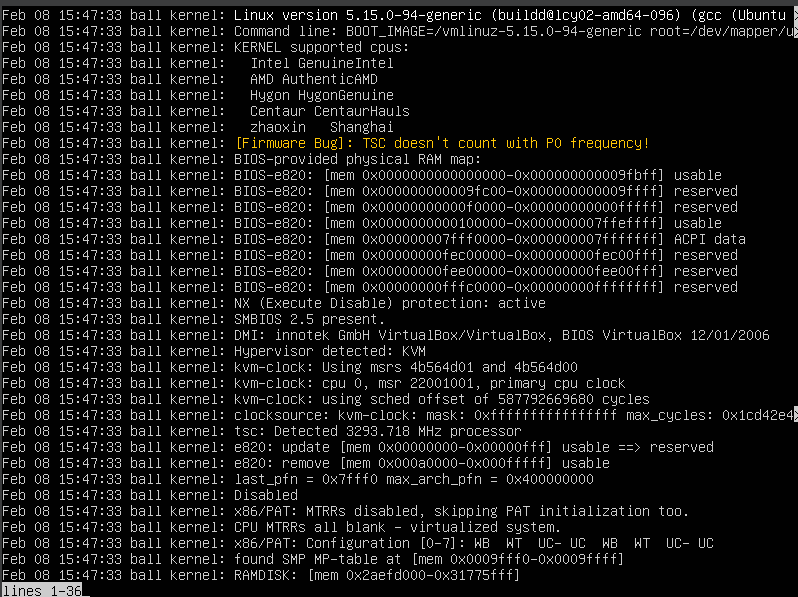 Feb 08 15:47:33 ball kernel: Linux version 5.15.0-94-generic (buildd@lcy02-amd64-096) (gcc (Ubuntu >
Feb 08 15:47:33 ball kernel: Command line: BOOT_IMAGE=/vmlinuz-5.15.0-94-generic root=/dev/mapper/u>
Feb 08 15:47:33 ball kernel: KERNEL supported cpus:
Feb 08 15:47:33 ball kernel:   Intel GenuineIntel
Feb 08 15:47:33 ball kernel:   AMD AuthenticAMD
Feb 08 15:47:33 ball kernel:   Hygon HygonGenuine
Feb 08 15:47:33 ball kernel:   Centaur CentaurHauls
Feb 08 15:47:33 ball kernel:   zhaoxin   Shanghai
Feb 08 15:47:33 ball kernel: [Firmware Bug]: TSC doesn't count with P0 frequency!
Feb 08 15:47:33 ball kernel: BIOS-provided physical RAM map:
Feb 08 15:47:33 ball kernel: BIOS-e820: [mem 0x0000000000000000-0x000000000009fbff] usable
Feb 08 15:47:33 ball kernel: BIOS-e820: [mem 0x000000000009fc00-0x000000000009ffff] reserved
Feb 08 15:47:33 ball kernel: BIOS-e820: [mem 0x00000000000f0000-0x00000000000fffff] reserved
Feb 08 15:47:33 ball kernel: BIOS-e820: [mem 0x0000000000100000-0x000000007ffeffff] usable
Feb 08 15:47:33 ball kernel: BIOS-e820: [mem 0x000000007fff0000-0x000000007fffffff] ACPI data
Feb 08 15:47:33 ball kernel: BIOS-e820: [mem 0x00000000fec00000-0x00000000fec00fff] reserved
Feb 08 15:47:33 ball kernel: BIOS-e820: [mem 0x00000000fee00000-0x00000000fee00fff] reserved
Feb 08 15:47:33 ball kernel: BIOS-e820: [mem 0x00000000fffc0000-0x00000000ffffffff] reserved
Feb 08 15:47:33 ball kernel: NX (Execute Disable) protection: active
Feb 08 15:47:33 ball kernel: SMBIOS 2.5 present.
Feb 08 15:47:33 ball kernel: DMI: innotek GmbH VirtualBox/VirtualBox, BIOS VirtualBox 12/01/2006
Feb 08 15:47:33 ball kernel: Hypervisor detected: KVM
Feb 08 15:47:33 ball kernel: kvm-clock: Using msrs 4b564d01 and 4b564d00
Feb 08 15:47:33 ball kernel: kvm-clock: cpu 0, msr 22001001, primary cpu clock
Feb 08 15:47:33 ball kernel: kvm-clock: using sched offset of 587792669680 cycles
Feb 08 15:47:33 ball kernel: clocksource: kvm-clock: mask: 0xffffffffffffffff max_cycles: 0x1cd42e4>
Feb 08 15:47:33 ball kernel: tsc: Detected 3293.718 MHz processor
Feb 08 15:47:33 ball kernel: e820: update [mem 0x00000000-0x00000fff] usable ==> reserved
Feb 08 15:47:33 ball kernel: e820: remove [mem 0x000a0000-0x000fffff] usable
Feb 08 15:47:33 ball kernel: last_pfn = 0x7fff0 max_arch_pfn = 0x400000000
Feb 08 15:47:33 ball kernel: Disabled
Feb 08 15:47:33 ball kernel: x86/PAT: MTRRs disabled, skipping PAT initialization too.
Feb 08 15:47:33 ball kernel: CPU MTRRs all blank - virtualized system.
Feb 08 15:47:33 ball kernel: x86/PAT: Configuration [0-7]: WB  WT  UC- UC  WB  WT  UC- UC
Feb 08 15:47:33 ball kernel: found SMP MP-table at [mem 0x0009fff0-0x0009ffff]
Feb 08 15:47:33 ball kernel: RAMDISK: [mem 0x2aefd000-0x31775fff]
lines 1-36